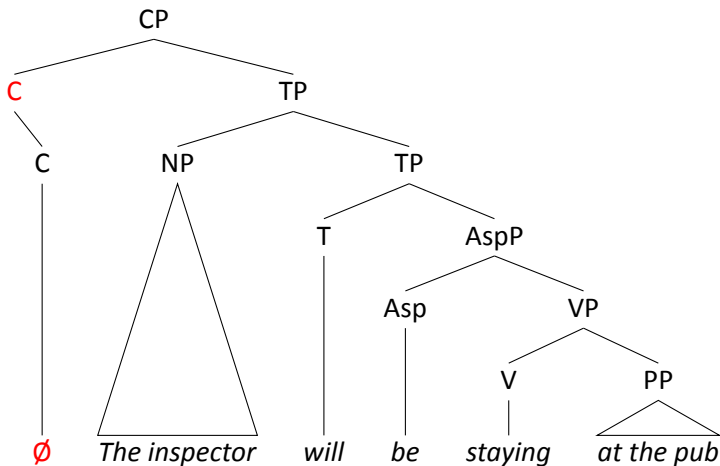 CP
C TP
C NP TP
T AspP
Asp VP
V PP
Ø The inspector will be staying at the pub